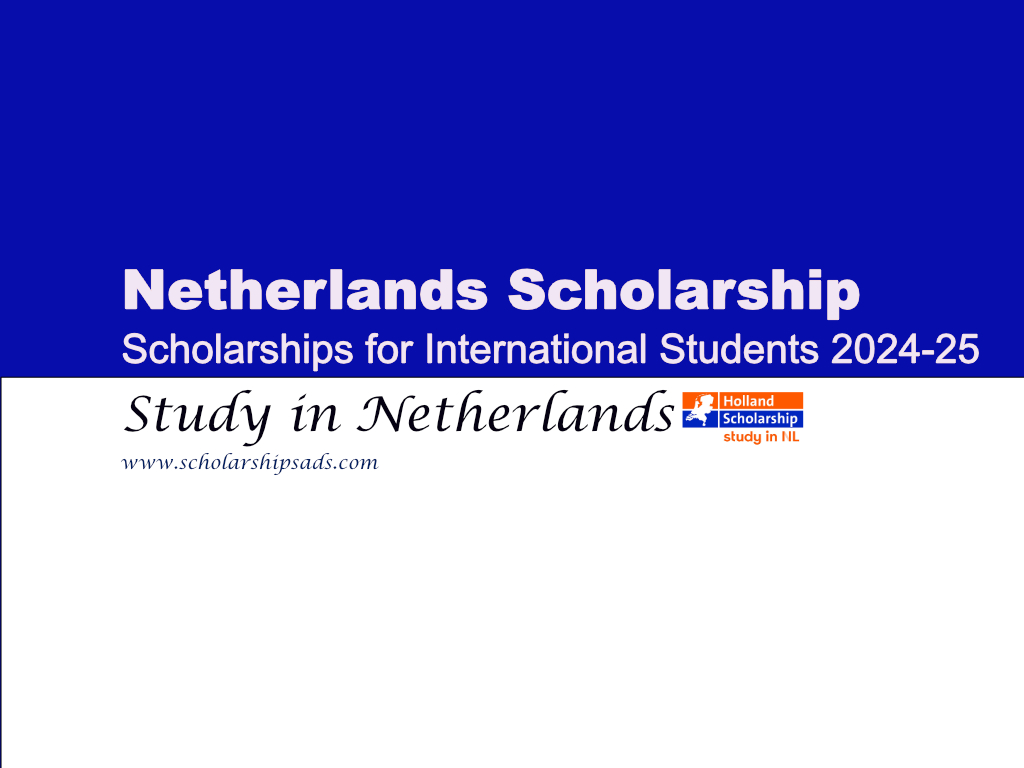 Netherlands Scholarship
Scholarships for International Students 2024-25
Study in Netherlands
Holland
Scholarship
study in NL
www.scholarshipsads.com